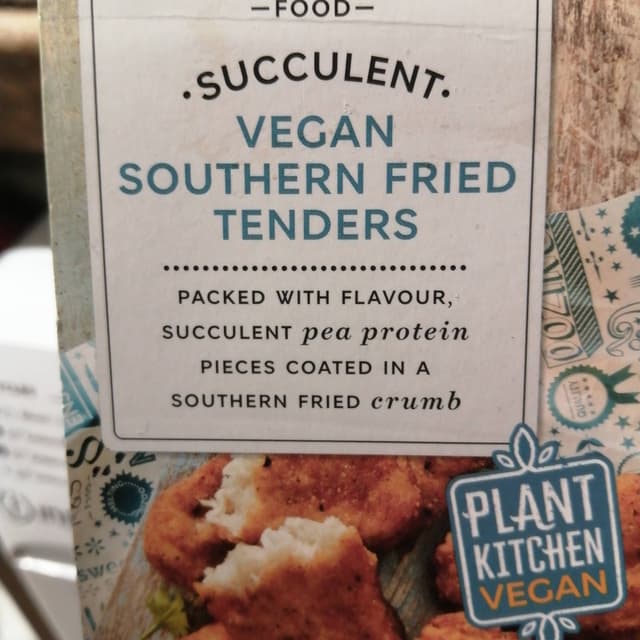 —FOOD—
·SUCCULENT·
VEGAN
SOUTHERN FRIED
TENDERS
PACKED WITH FLAVOUR,
SUCCULENT pea protein
PIECES COATED IN A
SOUTHERN FRIED crumb
PLANT
KITCHEN
VEGAN